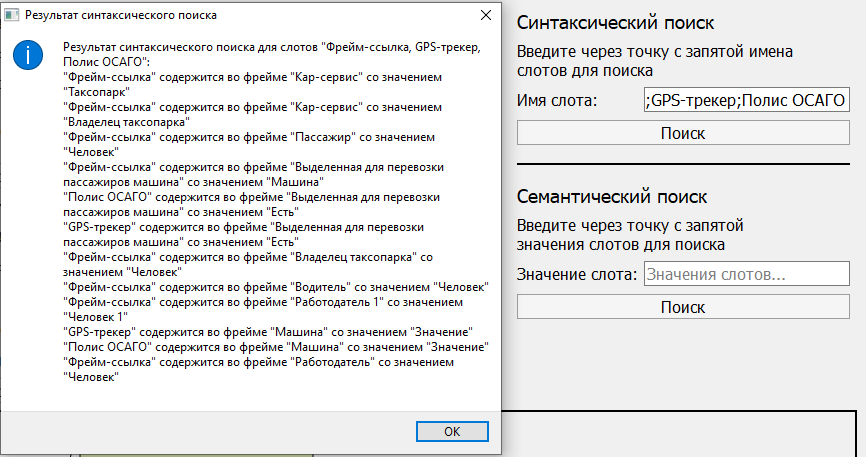 Результат синтаксического поиска
Результат синтаксического поиска для слотов "Фрейм-ссылка, GPS-трекер,
Полис ОСАГО":
"Фрейм-ссылка" содержится во фрейме "Кар-сервис" со значением
"Таксопарк"
"Фрейм-ссылка" содержится во фрейме "Кар-сервис" со значением
"Владелец таксопарка"
"Фрейм-ссылка" содержится во фрейме "Пассажир" со значением
"Человек"
"Фрейм-ссылка" содержится во фрейме "Выделенная для перевозки
пассажиров машина" со значением "Машина"
"Полис ОСАГО" содержится во фрейме "Выделенная для перевозки
пассажиров машина" со значением "Есть"
"GPS-трекер" содержится во фрейме "Выделенная для перевозки
пассажиров машина" со значением "Есть"
"Фрейм-ссылка" содержится во фрейме "Владелец таксопарка" со
значением "Человек"
"Фрейм-ссылка" содержится во фрейме "Водитель" со значением "Человек"
"Фрейм-ссылка" содержится во фрейме "Работодатель 1" со значением
"Человек 1"
"GPS-трекер" содержится во фрейме "Машина" со значением "Значение"
"Полис ОСАГО" содержится во фрейме "Машина" со значением "Значение"
"Фрейм-ссылка" содержится во фрейме "Работодатель" со значением
"Человек"
OK
Синтаксический поиск
Введите через точку с запятой имена
слотов для поиска
Имя слота: ;GPS-трекер;Полис ОСАГО
Поиск
Семантический поиск
Введите через точку с запятой
значения слотов для поиска
Значение слота: Значения слотов...
Поиск